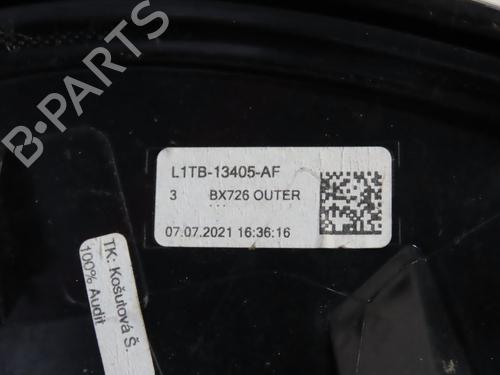 L1TB-13405-AF
3 BX726 OUTER
07.07.2021 16:36:16
TK: Košutová Š.
100% Audit
B-PARTS